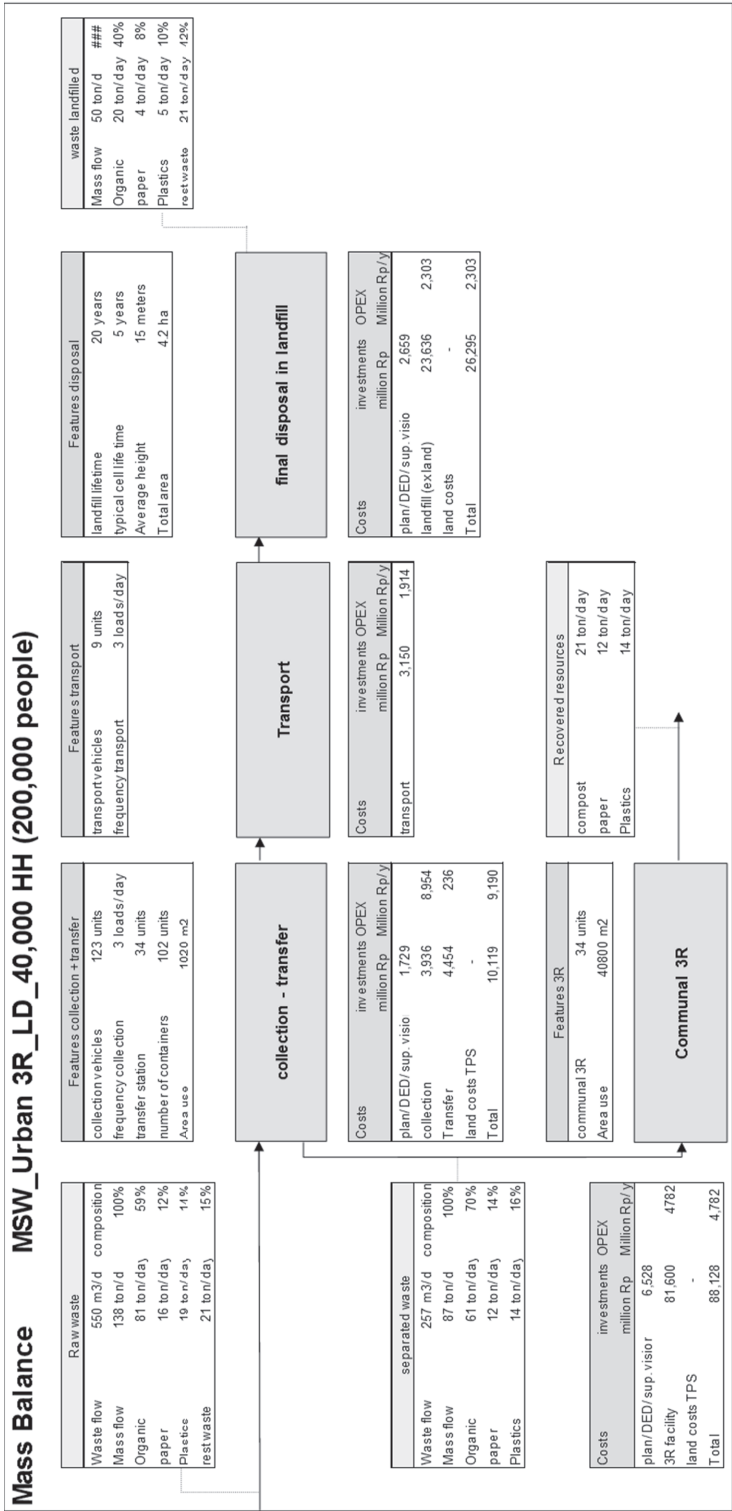 Mass Balance MSW_Urban 3R_LD_40,000 HH (200,000 people)
Raw waste
Waste flow 550 m3/d composition
Mass flow 138 ton/d 100%
Organic 81 ton/day 59%
paper 16 ton/day 12%
Plastics 19 ton/day 14%
rest waste 21 ton/day 15%
Features collection + transfer
collection vehicles 123 units
frequency collection 3 loads/day
transfer station 34 units
number of containers 102 units
Area use 1020 m2
Features transport
transport vehicles 9 units
frequency transport 3 loads/day
Features disposal
landfill lifetime 20 years
typical cell life time 5 years
Average height 15 meters
Total area 4.2 ha
waste landfilled
Mass flow 50 ton/d ###
Organic 20 ton/day 40%
paper 4 ton/day 8%
Plastics 5 ton/day 10%
rest waste 21 ton/day 42%
collection - transfer
Transport
final disposal in landfill
separated waste
Waste flow 257 m3/d composition
Mass flow 87 ton/d 100%
Organic 61 ton/day 70%
paper 12 ton/day 14%
Plastics 14 ton/day 16%
Costs investments OPEX
million Rp Million Rp/y
plan/DED/sup. visio 1,729
collection 3,936 8,954
Transfer 4,454 236
land costs TPS -
Total 10,119 9,190
Costs investments OPEX
million Rp Million Rp/y
transport 3,150 1,914
Costs investments OPEX
million Rp Million Rp/y
plan/DED/sup. visio 2,659
landfill (ex land) 23,636 2,303
land costs -
Total 26,295 2,303
Costs investments OPEX
million Rp Million Rp/y
plan/DED/sup. visior 6,528
3R facility 81,600 4782
land costs TPS -
Total 88,128 4,782
Features 3R
communal 3R 34 units
Area use 40800 m2
Recovered resources
compost 21 ton/day
paper 12 ton/day
Plastics 14 ton/day
Communal 3R